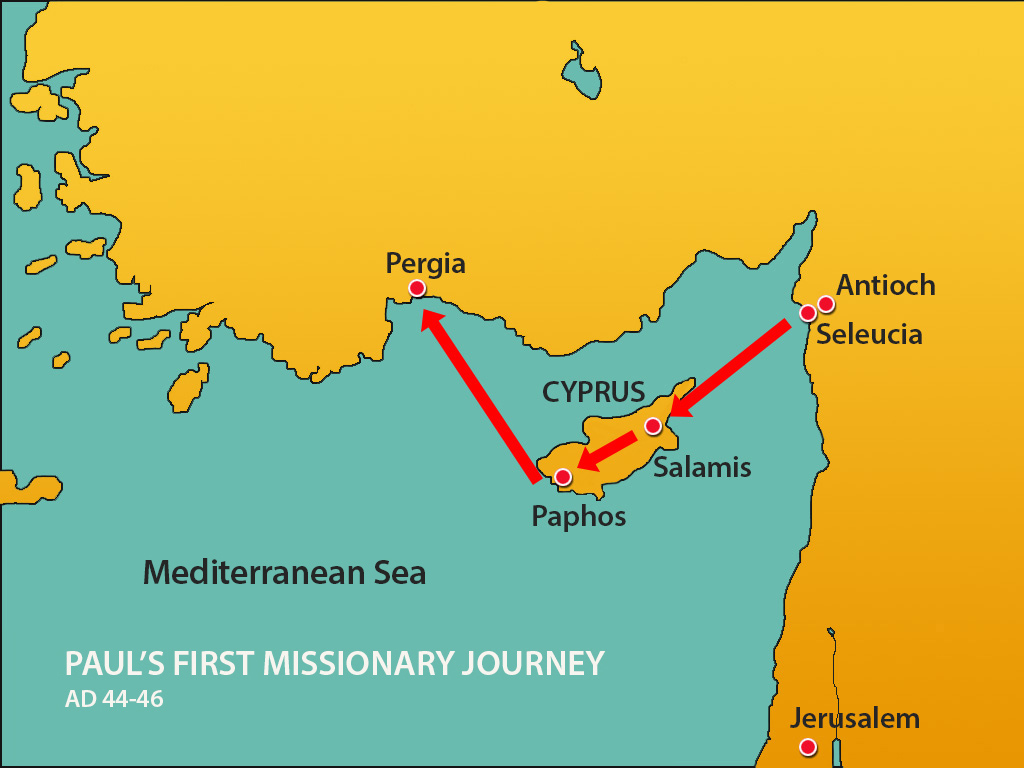 Pergia
Antioch
Seleucia
CYPRUS
Salamis
Paphos
Mediterranean Sea
PAUL'S FIRST MISSIONARY JOURNEY
AD 44-46
Jerusalem